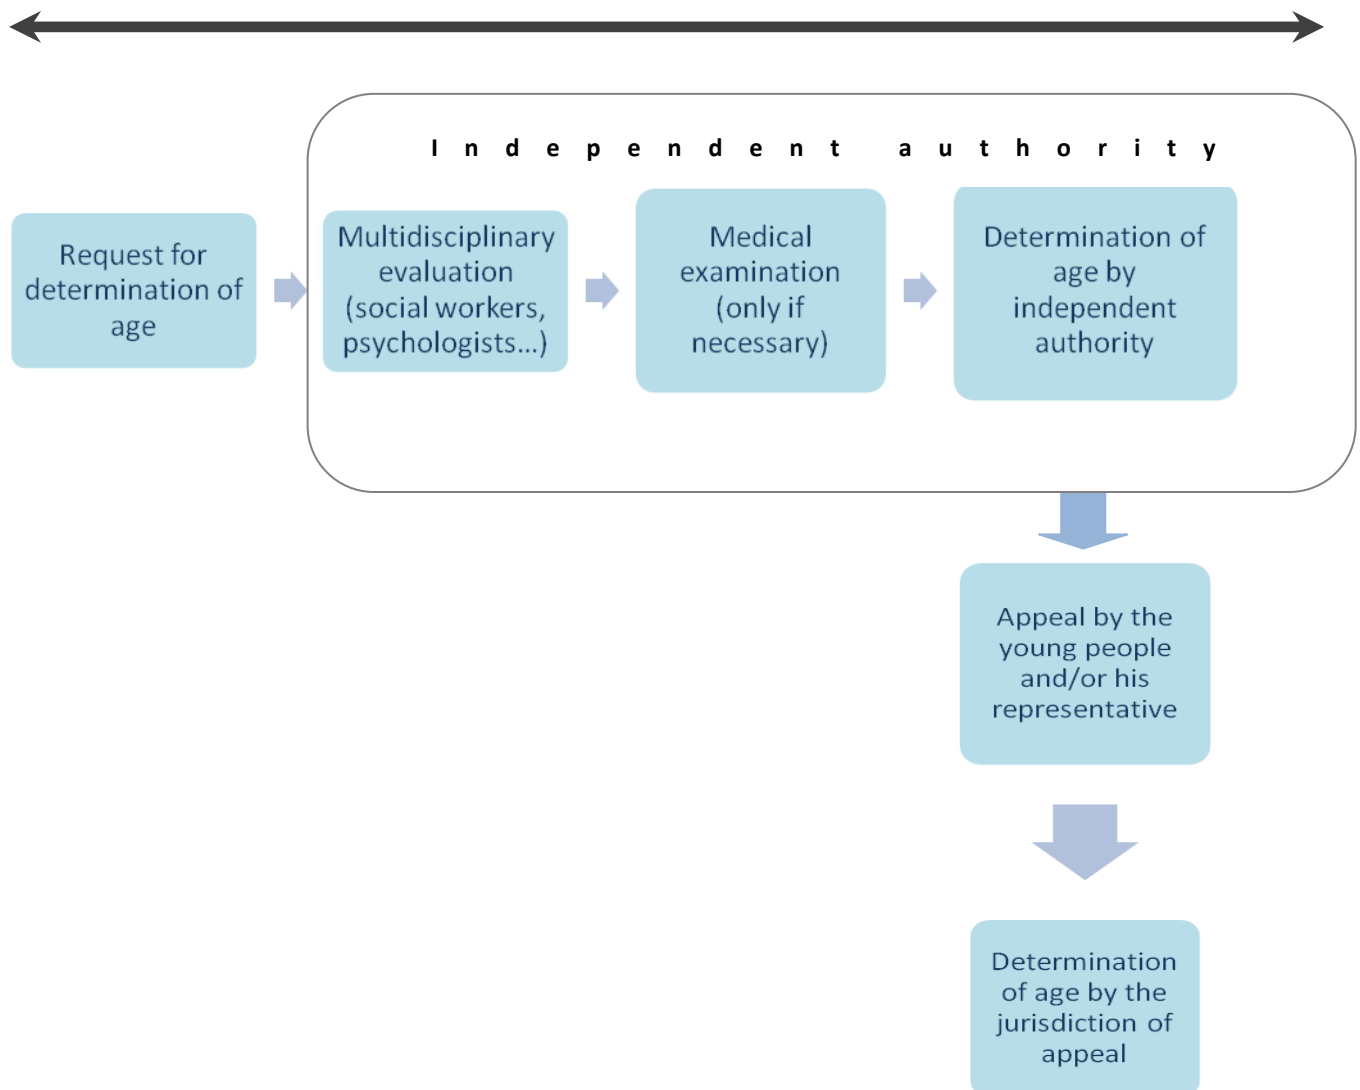 Independent authority
Request for
determination of
age
Multidisciplinary
evaluation
(social workers,
psychologists...)
Medical
examination
(only if
necessary)
Determination of
age by
independent
authority
Appeal by the
young people
and/or his
representative
Determination
of age by the
jurisdiction of
appeal